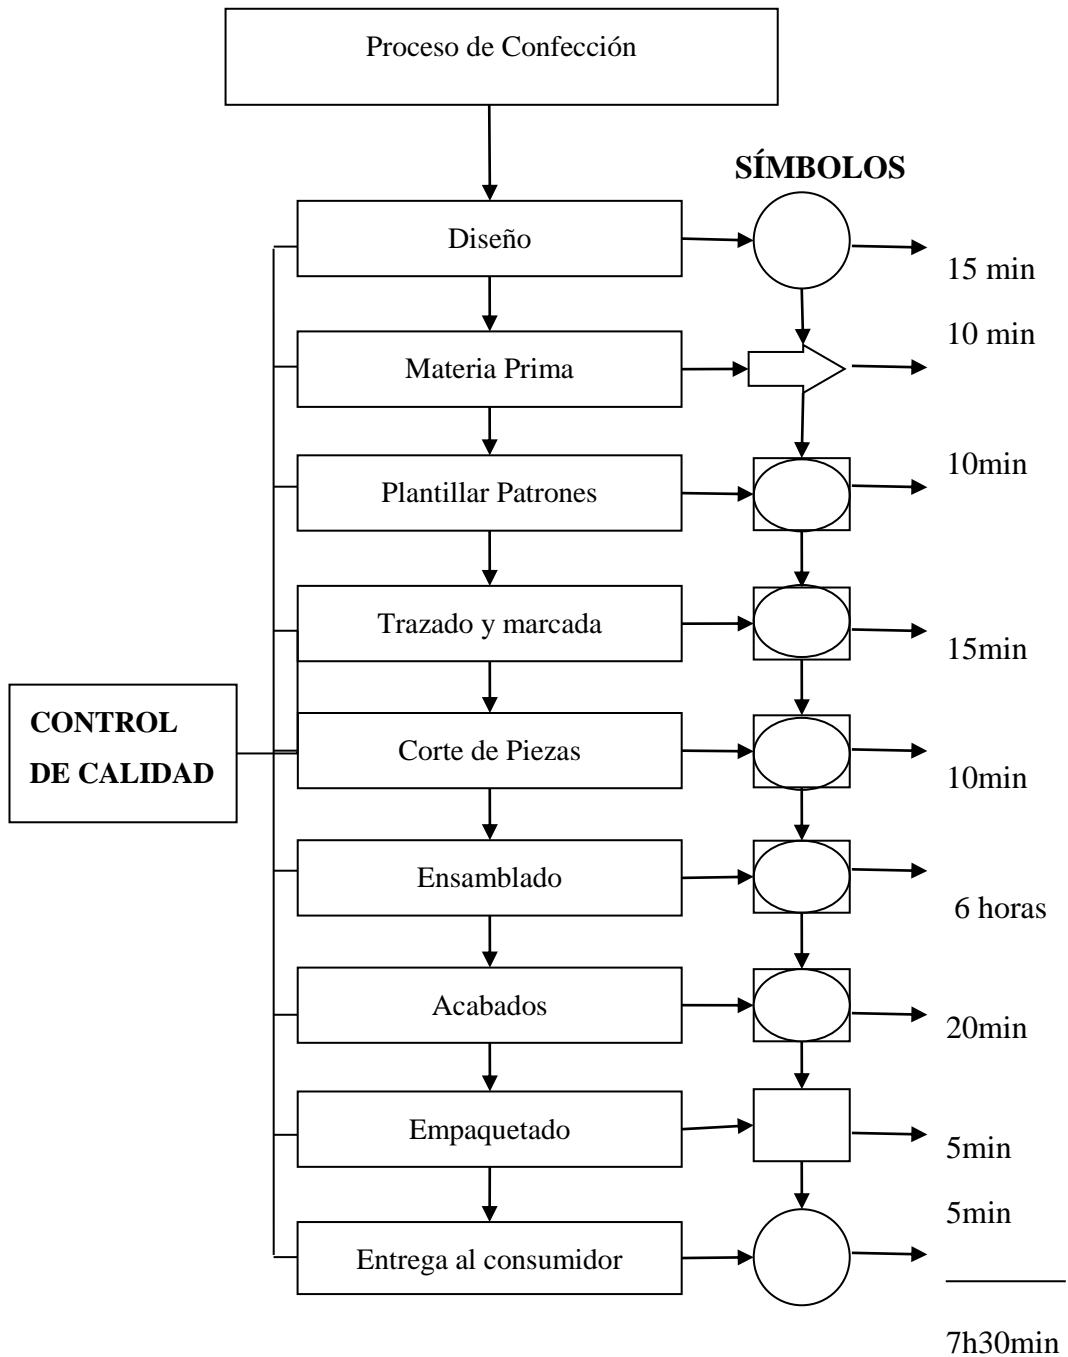 Proceso de Confección
SÍMBOLOS
Diseño
15 min
10 min
Materia Prima
10min
Plantillar Patrones
Trazado y marcada
15min
CONTROL
DE CALIDAD
Corte de Piezas
10min
Ensamblado
6 horas
Acabados
20min
Empaquetado
5min
5min
Entrega al consumidor
7h30min